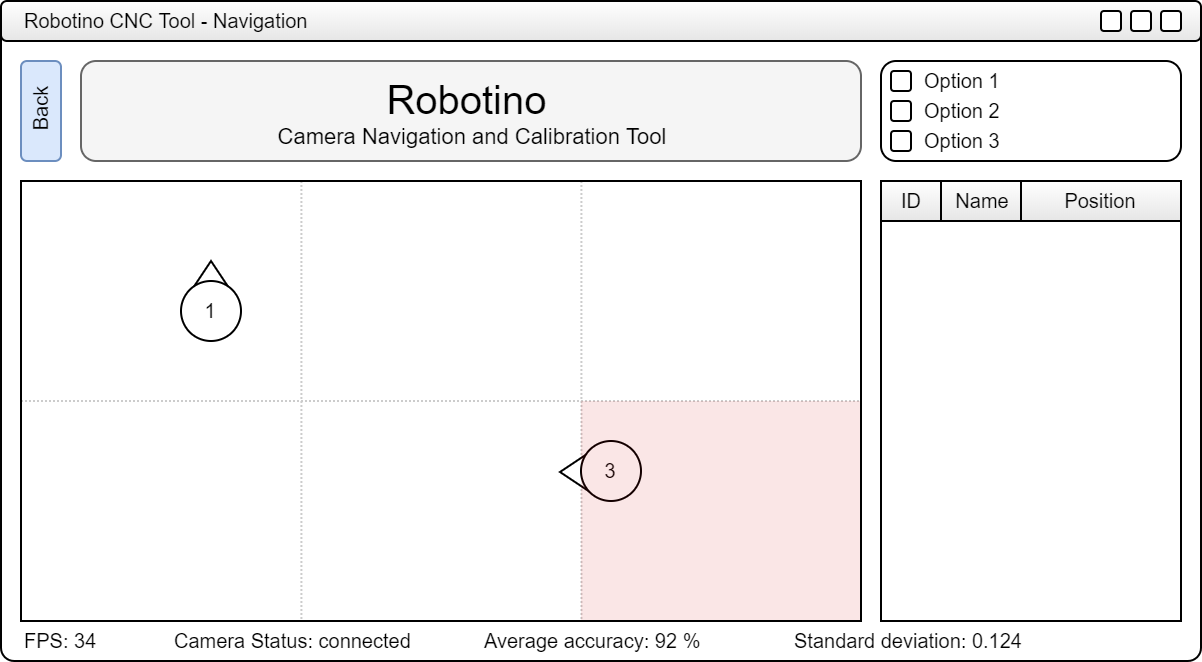 Robotino CNC Tool - Navigation
Back
Robotino
Camera Navigation and Calibration Tool
Option 1
Option 2
Option 3
ID Name Position
1
3
FPS: 34 Camera Status: connected Average accuracy: 92 % Standard deviation: 0.124